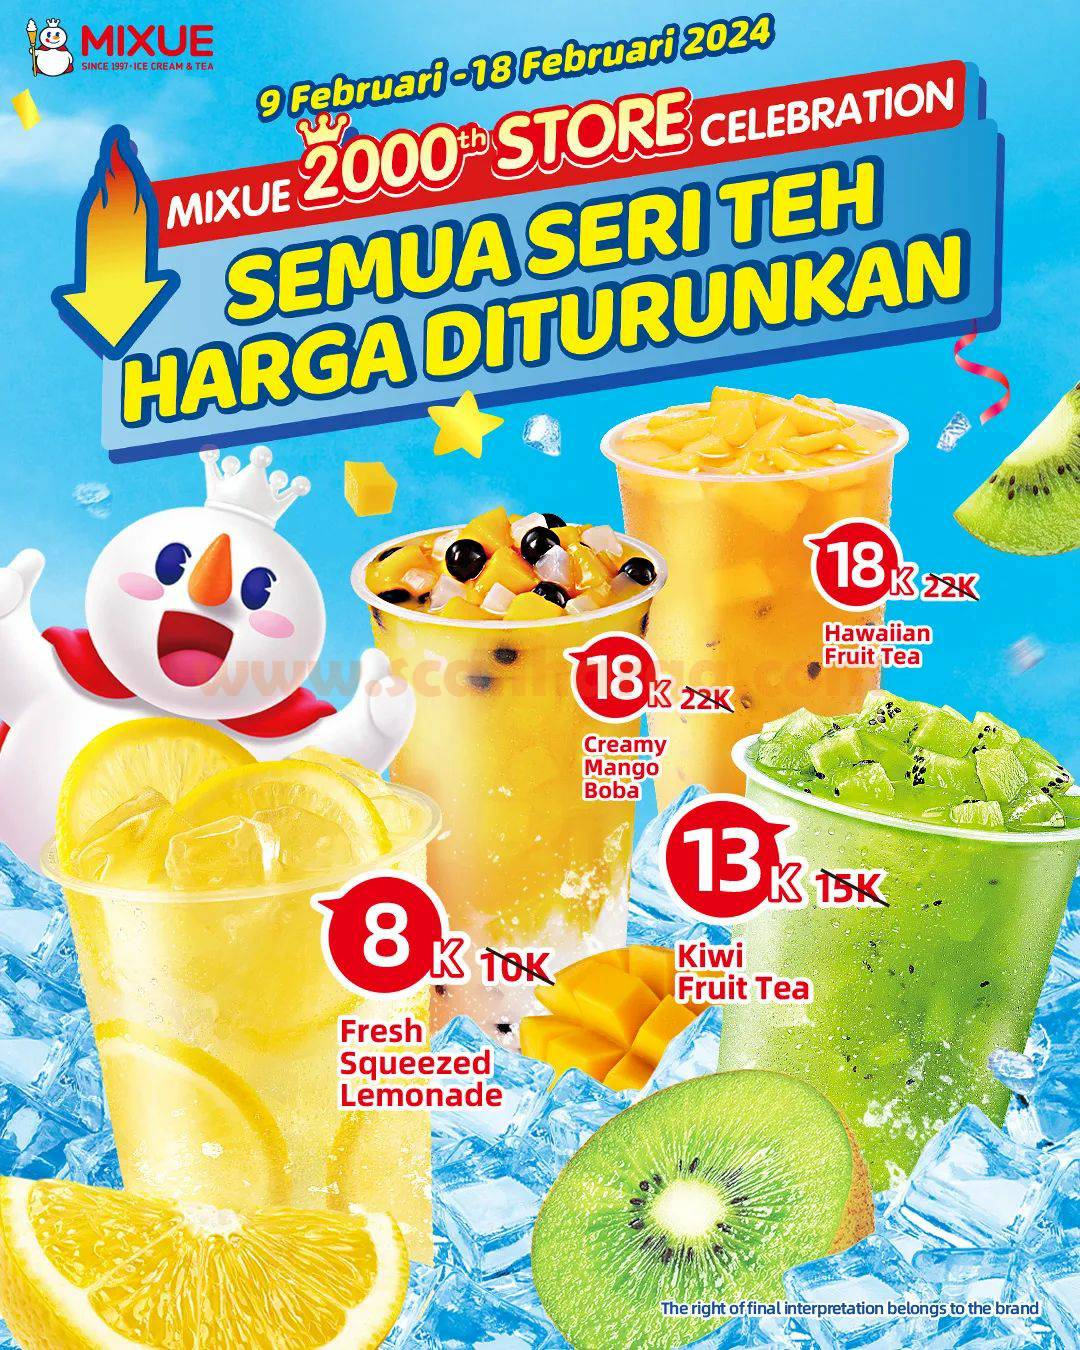 MIXUE
SINCE 1997·ICE CREAM & TEA
9 Februari - 18 Februari 2024
MIXUE 2000th STORE CELEBRATION
SEMUA SERI TEH
HARGA DITURUNKAN
18K 22K
Hawaiian
Fruit Tea
18K 22K
Creamy
Mango
Boba
13K 15K
Kiwi
Fruit Tea
8K 10K
Fresh
Squeezed
Lemonade
The right of final interpretation belongs to the brand